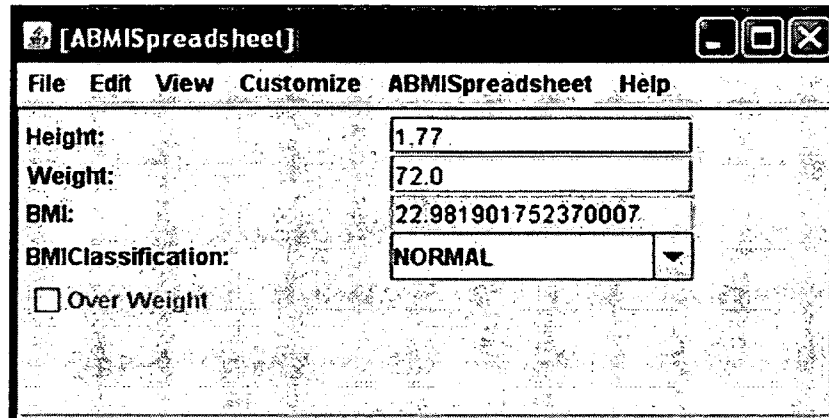 [ABMISpreadsheet]
File Edit View Customize ABMISpreadsheet Help
Height: 1.77
Weight: 72.0
BMI: 22.981901752370007
BMIClassification: NORMAL
Over Weight